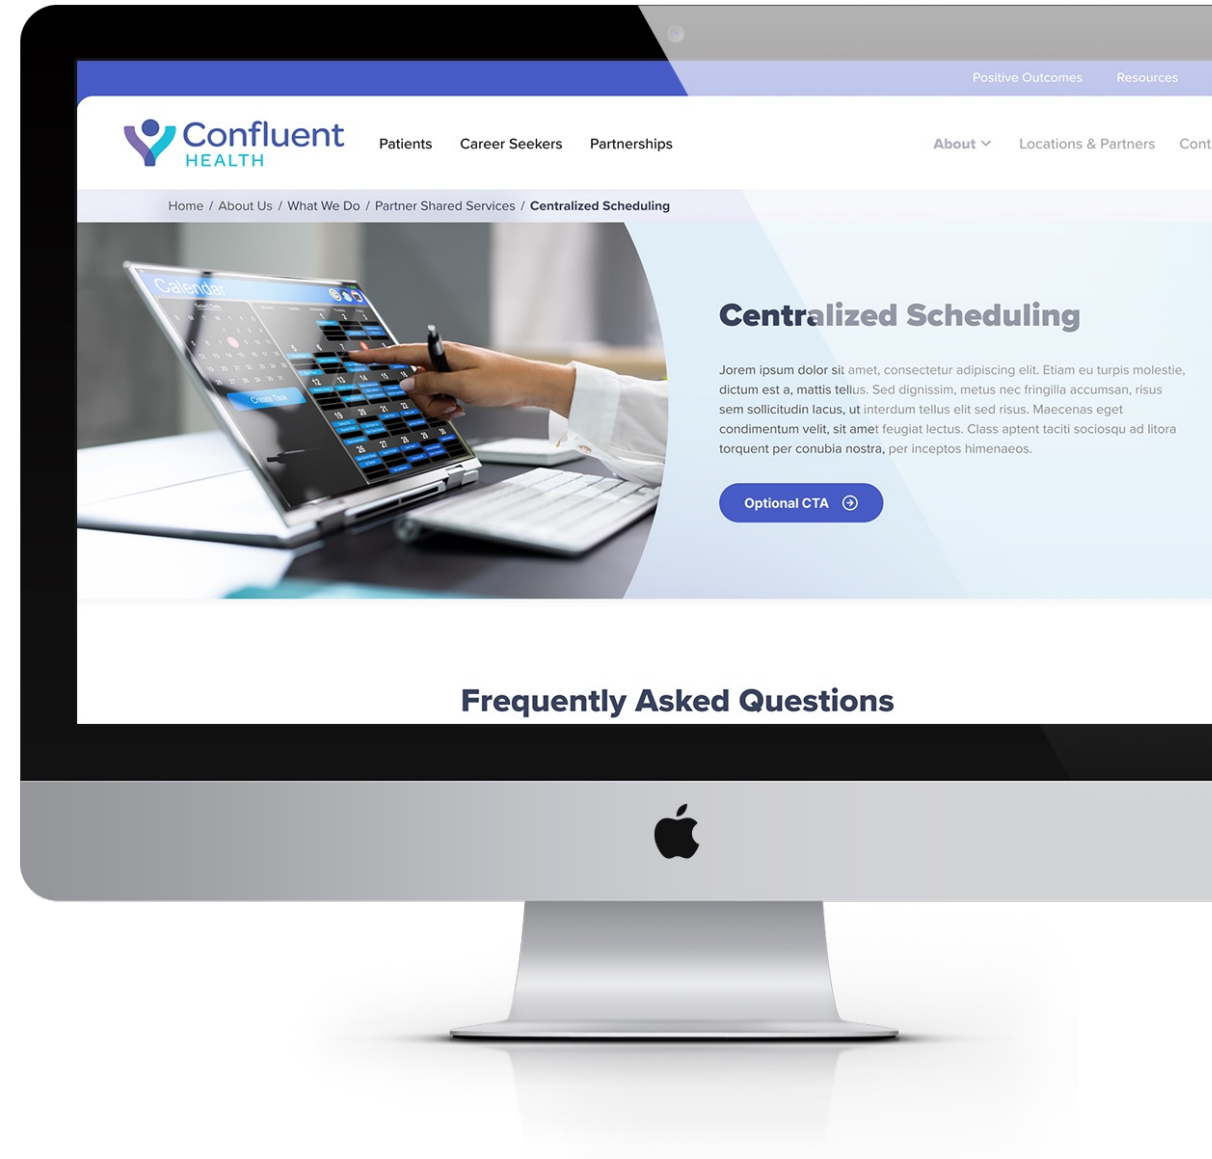 Positive Outcomes Resources
Confluent
HEALTH
Patients Career Seekers Partnerships About Locations & Partners Cont
Home / About Us / What We Do / Partner Shared Services / Centralized Scheduling
Calendar
Create Task
Centralized Scheduling
Jorem ipsum dolor sit amet, consectetur adipiscing elit. Etiam eu turpis molestie,
dictum est a, mattis tellus. Sed dignissim, metus nec fringilla accumsan, risus
sem sollicitudin lacus, ut interdum tellus elit sed risus. Maecenas eget
condimentum velit, sit amet feugiat lectus. Class aptent taciti sociosqu ad litora
torquent per conubia nostra, per inceptos himenaeos.
Optional CTA
Frequently Asked Questions